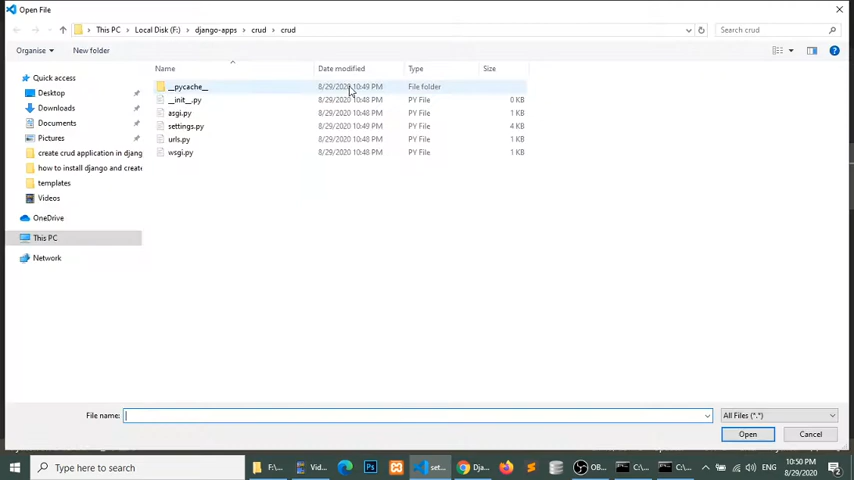 Open File
This PC > Local Disk (F:) > django-apps > crud > crud
Search crud
Organise
New folder
Name Date modified Type Size
Quick access
Desktop
Downloads
Documents
Pictures
create crud application in djang
how to install django and create
templates
Videos
OneDrive
This PC
Network
__pycache__ 8/29/2020 10:49 PM File folder
__init__.py 8/29/2020 10:48 PM PY File 0 KB
asgi.py 8/29/2020 10:48 PM PY File 1 KB
settings.py 8/29/2020 10:49 PM PY File 4 KB
urls.py 8/29/2020 10:48 PM PY File 1 KB
wsgi.py 8/29/2020 10:48 PM PY File 1 KB
File name:
All Files (*.*)
Open
Cancel
Type here to search
F:\...
Vid...
set...
Dja...
OB...
C:\...
C:\...
ENG
10:50 PM
8/29/2020
2